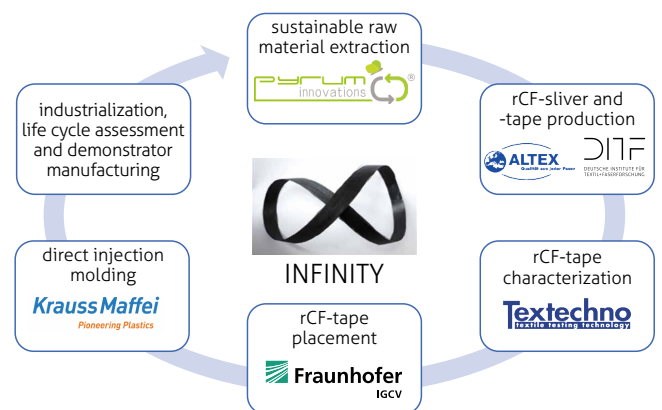 sustainable raw
material extraction
pyrum
innovations
®
rCF-sliver and
-tape production
ALTEX
Qualität aus jeder Faser
DITF
DEUTSCHE INSTITUTE FÜR
TEXTIL+FASERFORSCHUNG
rCF-tape
characterization
Textechno
textile testing technology
rCF-tape
placement
Fraunhofer
IGCV
direct injection
molding
Krauss Maffei
Pioneering Plastics
industrialization,
life cycle assessment
and demonstrator
manufacturing
INFINITY